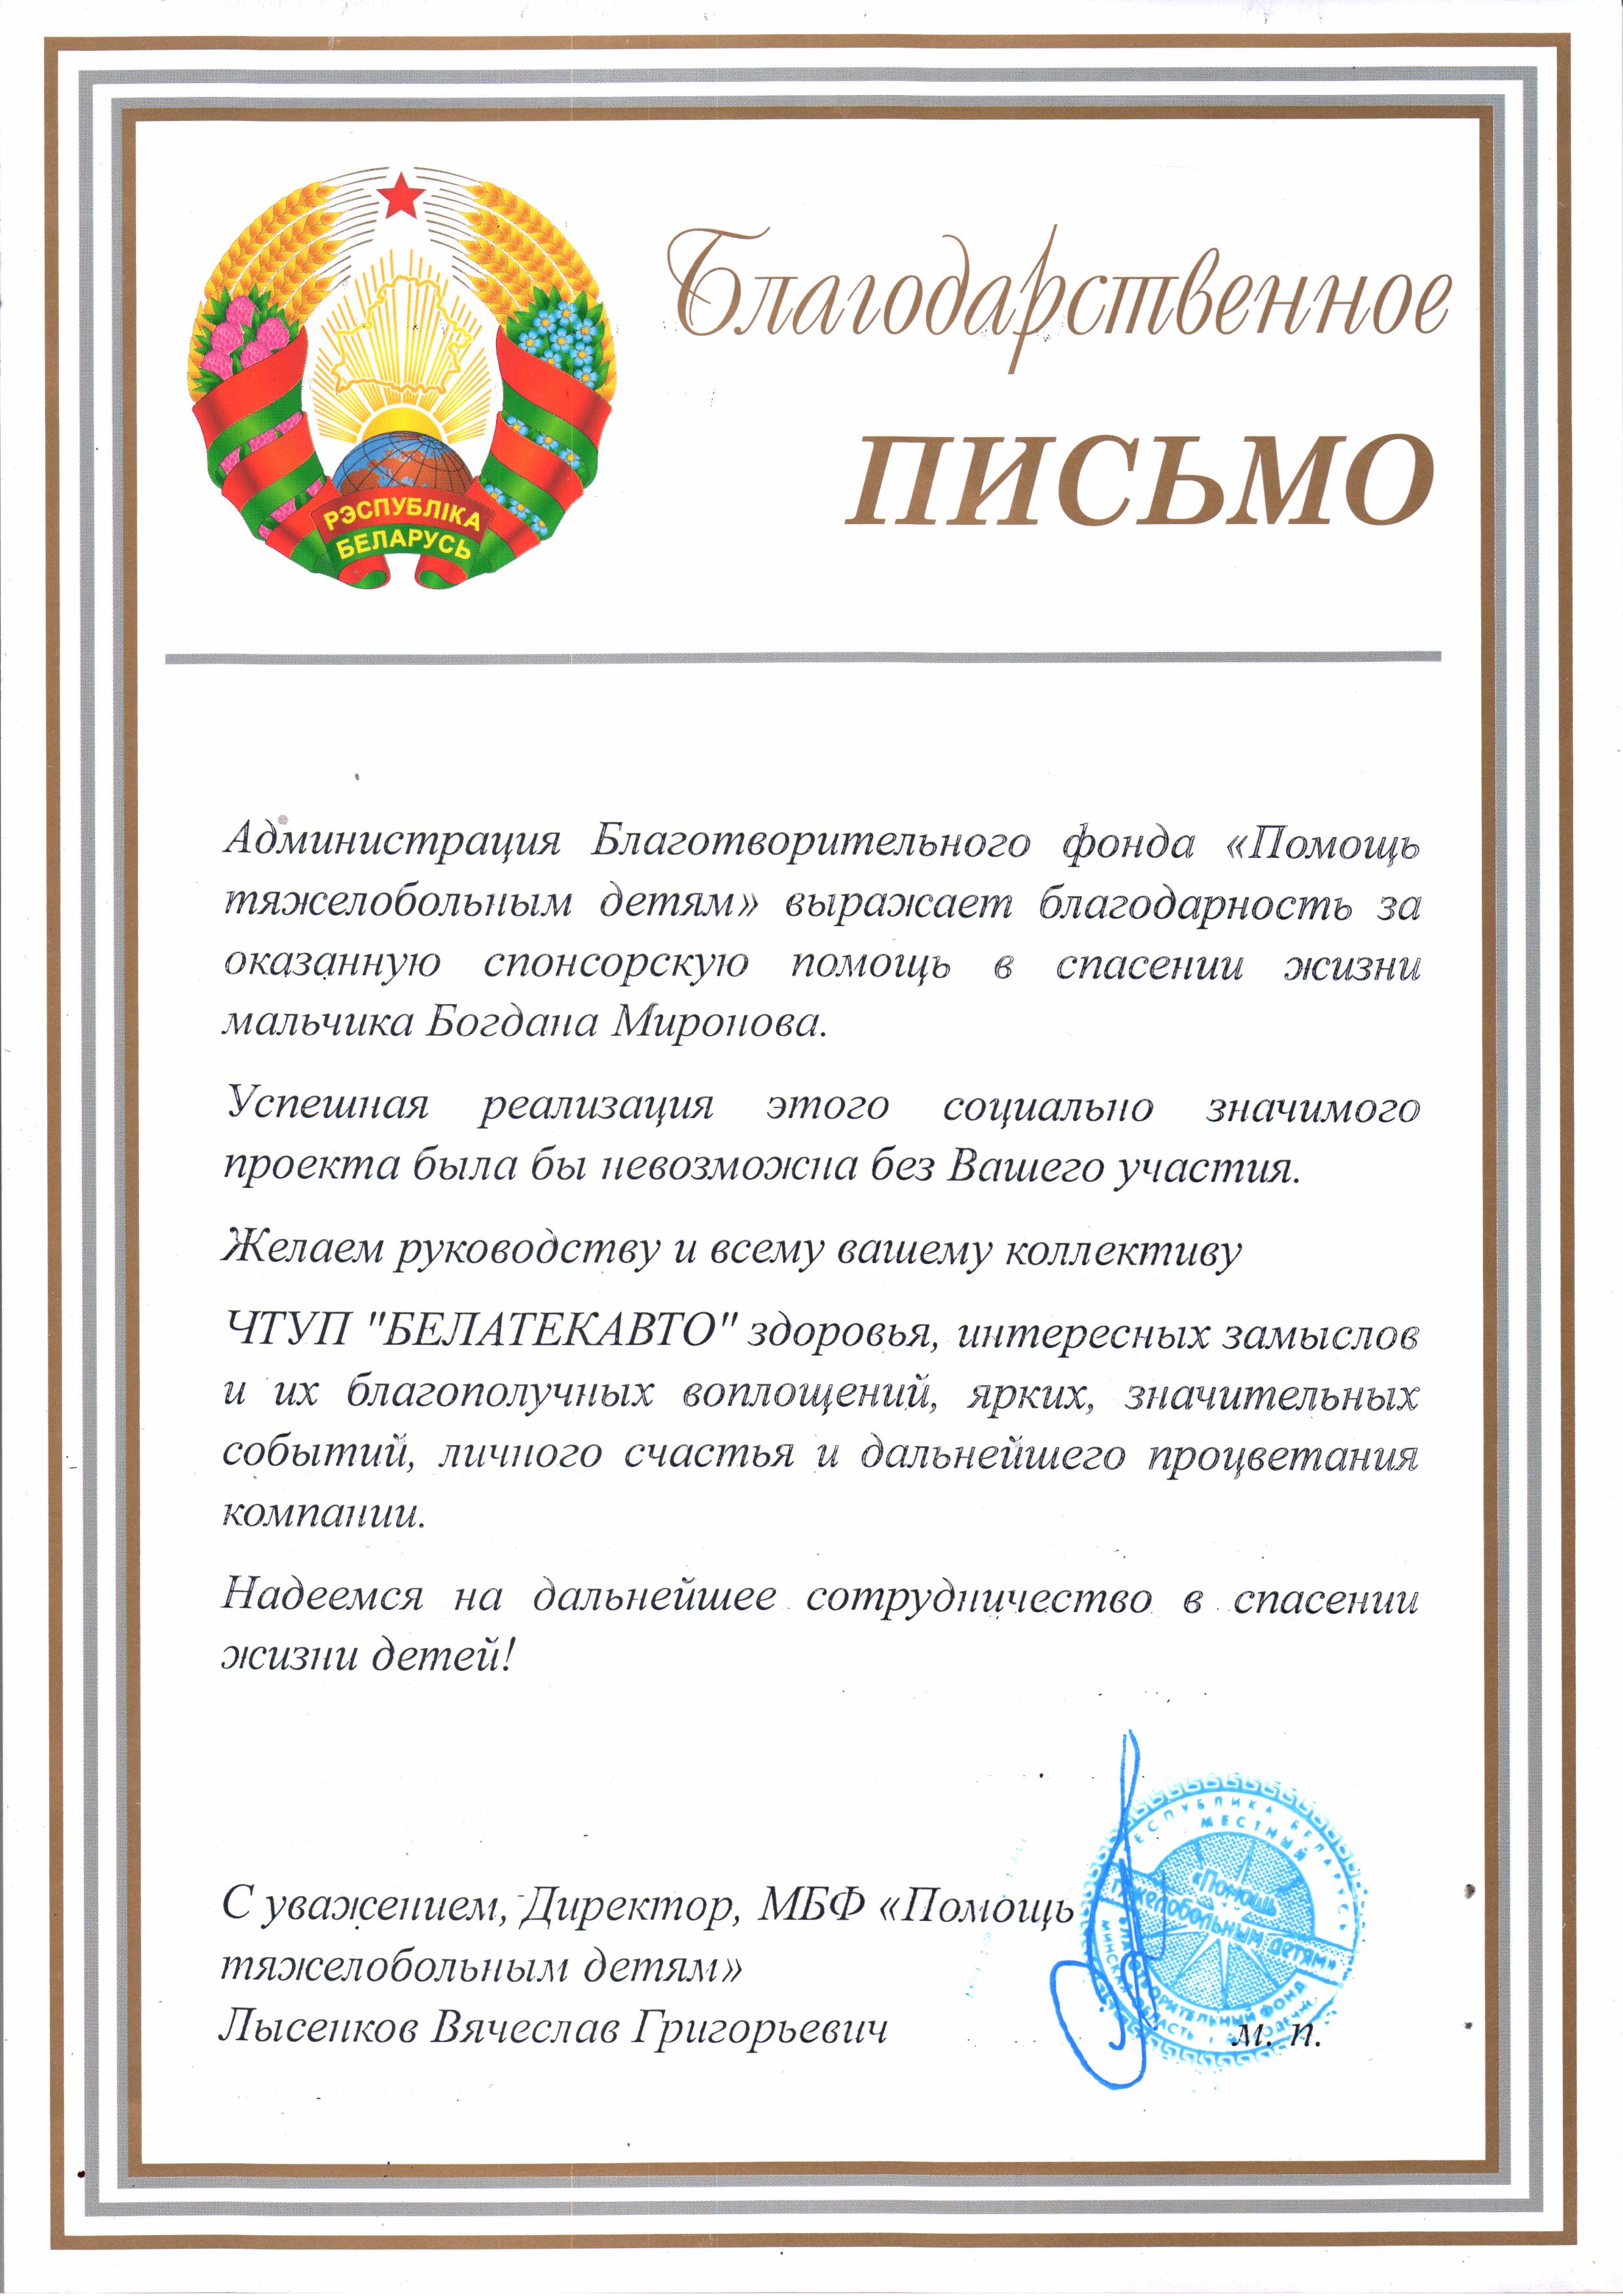 Благодарственное
ПИСЬМО
РЭСПУБЛІКА
БЕЛАРУСЬ
Администрация Благотворительного фонда «Помощь
тяжелобольным детям» выражает благодарность за
оказанную спонсорскую помощь в спасении жизни
мальчика Богдана Миронова.
Успешная реализация этого социально значимого
проекта была бы невозможна без Вашего участия.
Желаем руководству и всему вашему коллективу
ЧТУП "БЕЛАТЕКАВТО" здоровья, интересных замыслов
и их благополучных воплощений, ярких, значительных
событий, личного счастья и дальнейшего процветания
компании.
Надеемся на дальнейшее сотрудничество в спасении
жизни детей!
С уважением, Директор, МБФ «Помощь
тяжелобольным детям»
Лысенков Вячеслав Григорьевич
м. п.
РЕСПУБЛИКА БЕЛАРУСЬ
МЕСТНЫЙ
«Помощь
тяжелобольным детям»
БЛАГОТВОРИТЕЛЬНЫЙ ФОНД
МИНСКАЯ ОБЛАСТЬ